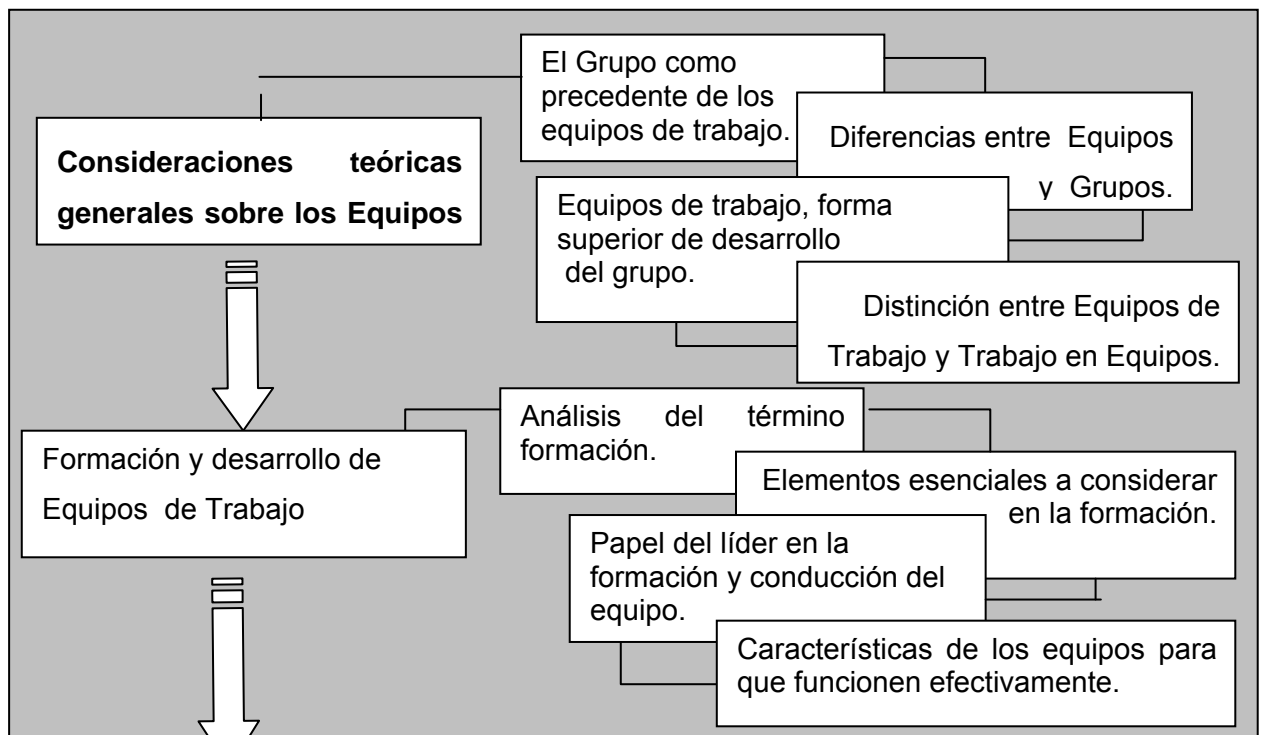 El Grupo como
precedente de los
equipos de trabajo.
Diferencias entre Equipos
y Grupos.
Consideraciones teóricas
generales sobre los Equipos
Equipos de trabajo, forma
superior de desarrollo
del grupo.
Distinción entre Equipos de
Trabajo y Trabajo en Equipos.
Análisis del término
formación.
Formación y desarrollo de
Equipos de Trabajo
Elementos esenciales a considerar
en la formación.
Papel del líder en la
formación y conducción del
equipo.
Características de los equipos para
que funcionen efectivamente.